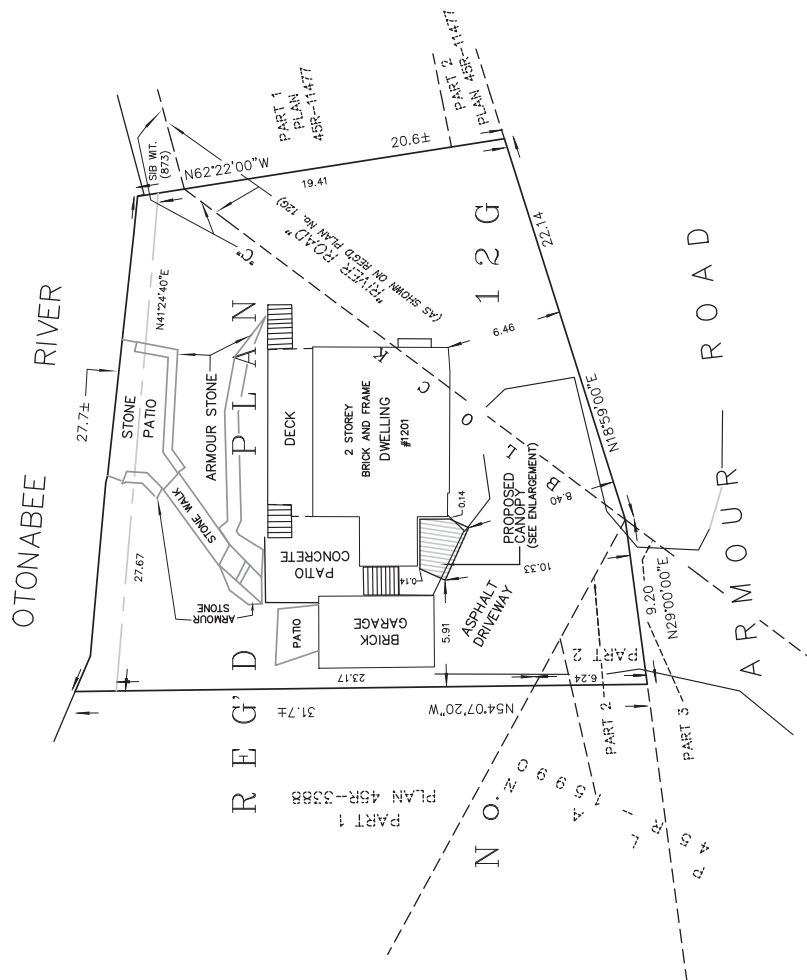 OTONABEE RIVER
27.7±
SIB WIT.
(873)
N62°22'00"W
19.41
PART 1
PLAN
45R-11477
20.6±
PART 2
PLAN 45R-11477
"C"
"RIVER ROAD"
(AS SHOWN ON REG'D PLAN No. 12G)
N41°24'40"E
27.67
STONE
PATIO
ARMOUR STONE
STONE WALK
ARMOUR
STONE
REG'D PLAN
No. 12G
DECK
2 STOREY
BRICK AND FRAME
DWELLING
#1201
PATIO
CONCRETE
PATIO
BRICK
GARAGE
0.14
0.14
PROPOSED
CANOPY
(SEE ENLARGEMENT)
ASPHALT
DRIVEWAY
5.91
10.33
6.46
8.40
BLOCK
22.14
N18°59'00"E
9.20
N29°00'00"E
23.17
6.24
31.7±
N54°07'20"W
PART 2
PART 2
PART 3
PART 1
PLAN 45R-3388
PLAN
45R-15990
ARMOUR ROAD